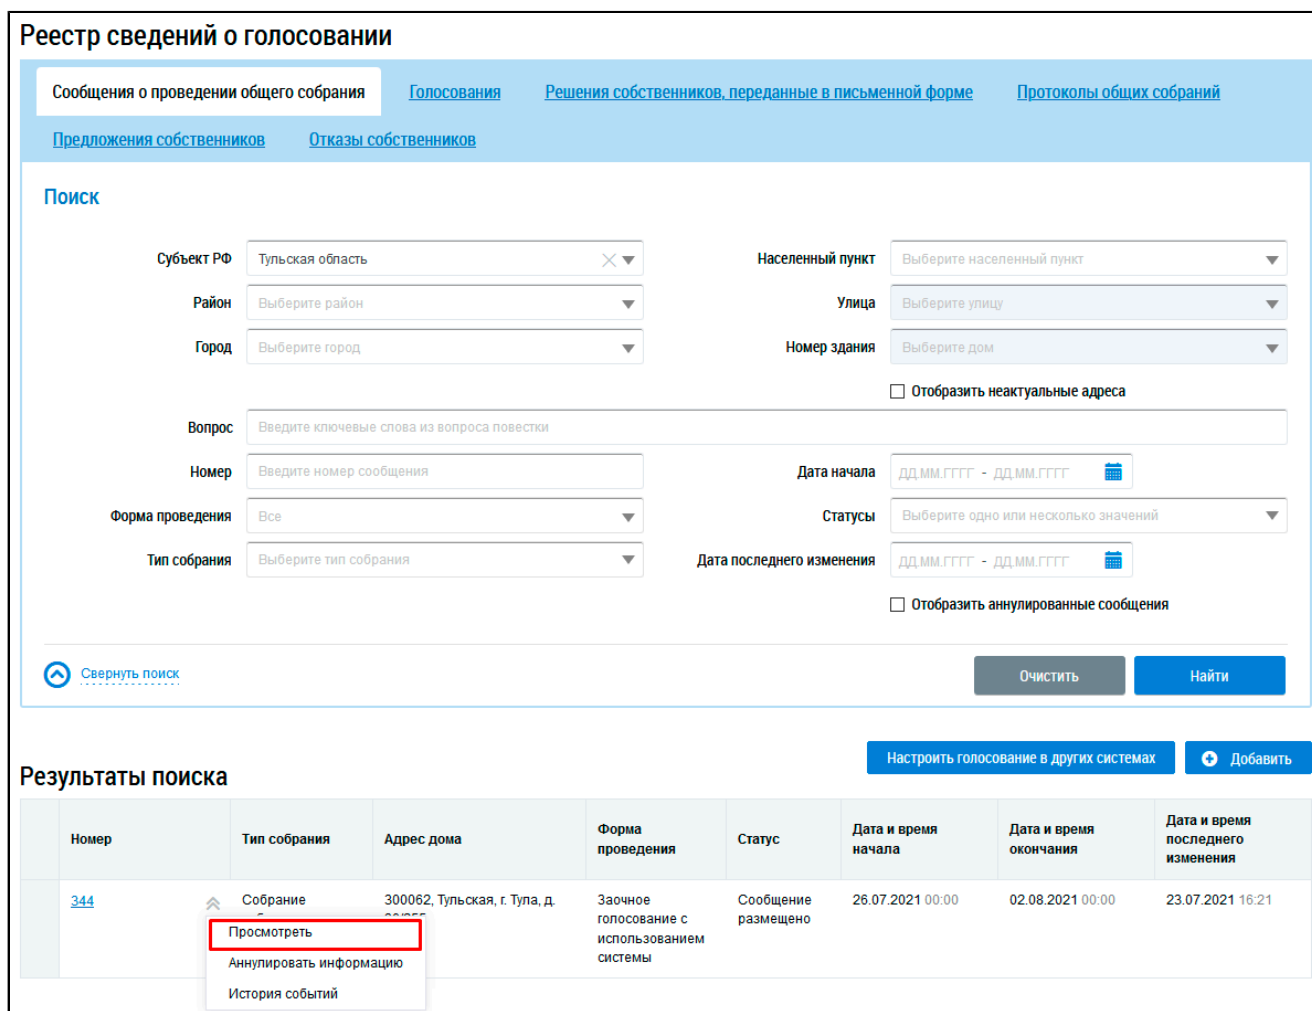 Реестр сведений о голосовании
Сообщения о проведении общего собрания Голосования Решения собственников, переданные в письменной форме Протоколы общих собраний
Предложения собственников Отказы собственников
Поиск
Субъект РФ Тульская область Населенный пункт Выберите населенный пункт
Район Выберите район Улица Выберите улицу
Город Выберите город Номер здания Выберите дом
Отобразить неактуальные адреса
Вопрос Введите ключевые слова из вопроса повестки
Номер Введите номер сообщения Дата начала ДД.ММ.ГГГГ - ДД.ММ.ГГГГ
Форма проведения Все Статусы Выберите одно или несколько значений
Тип собрания Выберите тип собрания Дата последнего изменения ДД.ММ.ГГГГ - ДД.ММ.ГГГГ
Отобразить аннулированные сообщения
Свернуть поиск Очистить Найти
Настроить голосование в других системах Добавить
Результаты поиска
Номер Тип собрания Адрес дома Форма проведения Статус Дата и время начала Дата и время окончания Дата и время последнего изменения
344 Собрание 300062, Тульская, г. Тула, д. Заочное Сообщение 26.07.2021 00:00 02.08.2021 00:00 23.07.2021 16:21
голосование с размещено
использованием
системы
Просмотреть
Аннулировать информацию
История событий